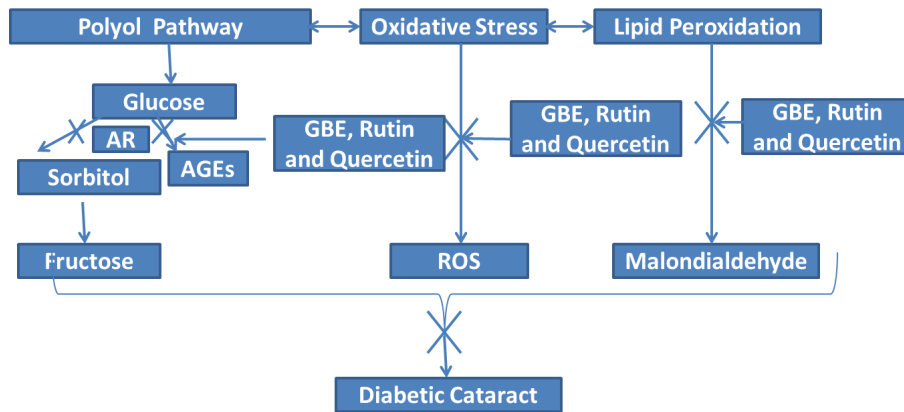 Polyol Pathway
Oxidative Stress
Lipid Peroxidation
Glucose
AR
AGEs
Sorbitol
GBE, Rutin
and Quercetin
GBE, Rutin
and Quercetin
GBE, Rutin
and Quercetin
Fructose
ROS
Malondialdehyde
Diabetic Cataract